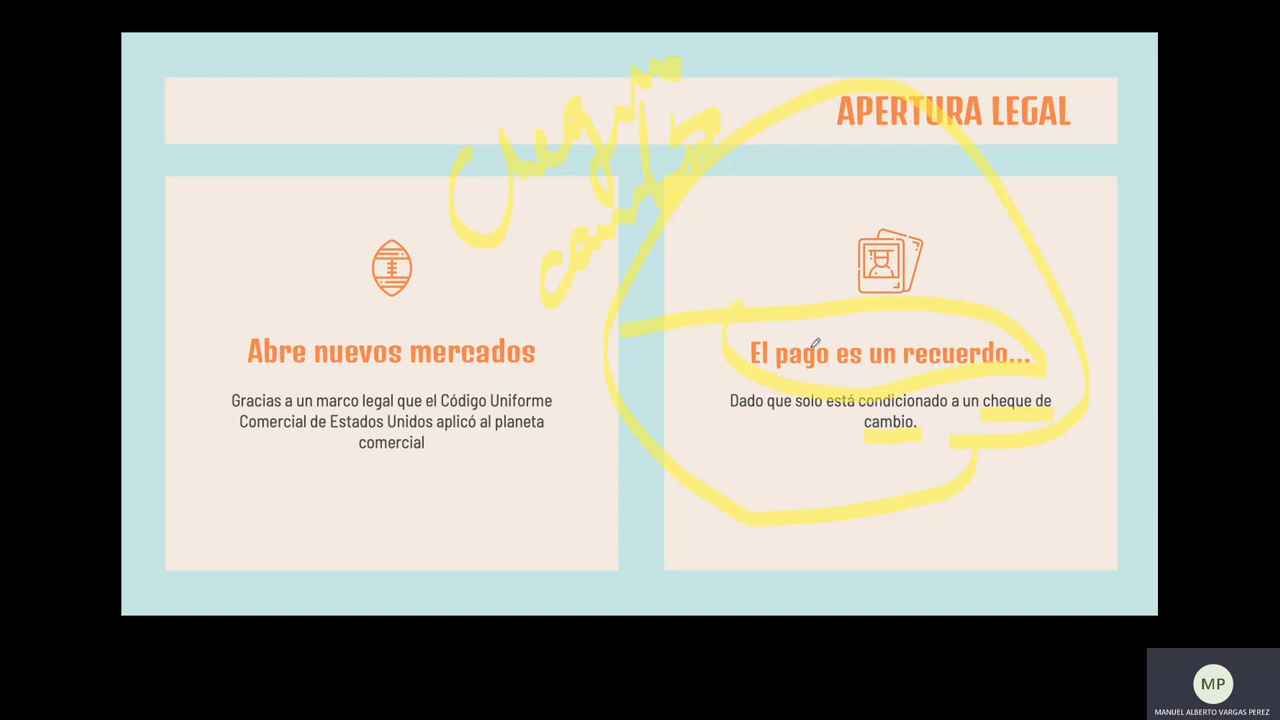 APERTURA LEGAL
Cheque
cambio
Abre nuevos mercados
Gracias a un marco legal que el Código Uniforme
Comercial de Estados Unidos aplicó al planeta
comercial
El pago es un recuerdo...
Dado que solo está condicionado a un cheque de
cambio.
MP
MANUEL ALBERTO VARGAS PEREZ